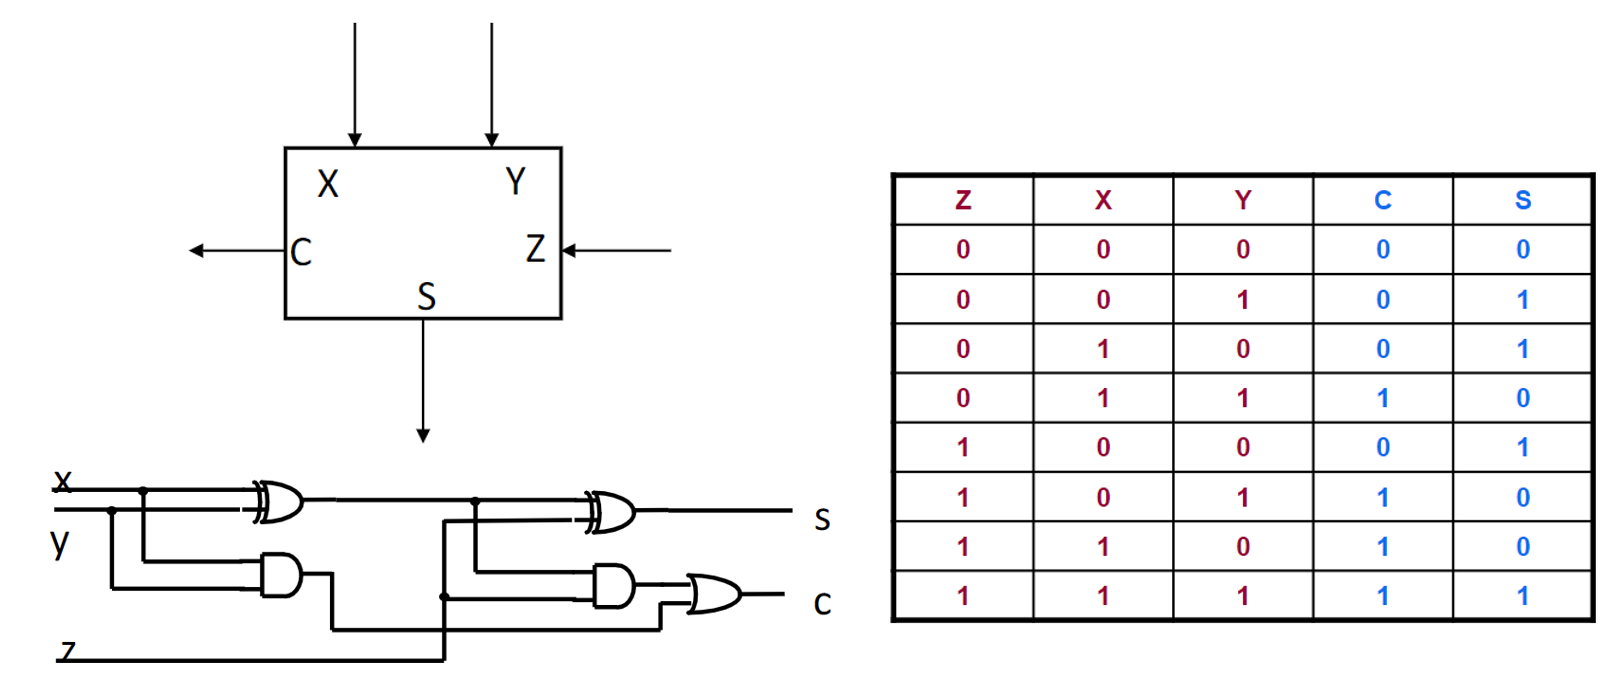 X Y
C Z
S
x
y
z
s
c
Z X Y C S
0 0 0 0 0
0 0 1 0 1
0 1 0 0 1
0 1 1 1 0
1 0 0 0 1
1 0 1 1 0
1 1 0 1 0
1 1 1 1 1